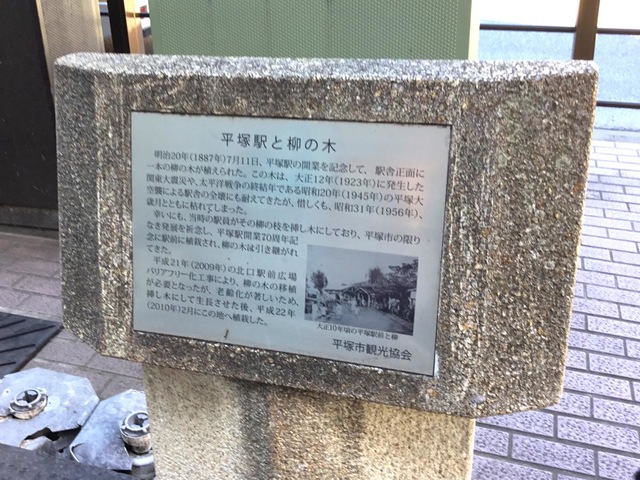 平塚駅と柳の木
明治20年(1887年)7月11日、平塚駅の開業を記念して、駅舎正面に
一本の柳の木が植えられた。この木は、大正12年(1923年)に発生した
関東大震災や、太平洋戦争の終結年である昭和20年(1945年)の平塚大
空襲による駅舎の全壊にも耐えてきたが、惜しくも、昭和31年(1956年)、
歳月とともに枯れてしまった。
幸いにも、当時の駅員がその柳の枝を挿し木にしており、平塚市の限り
なき発展を祈念し、平塚駅開業70周年記
念に駅前に植栽され、柳の木は引き継がれ
てきた。
平成21年(2009年)の北口駅前広場
バリアフリー化工事により、柳の木の移植
が必要となったが、老齢化が著しいため、
挿し木にして生長させた後、平成22年
(2010年)2月にこの地へ植栽した。
大正10年頃の平塚駅前と柳
平塚市観光協会